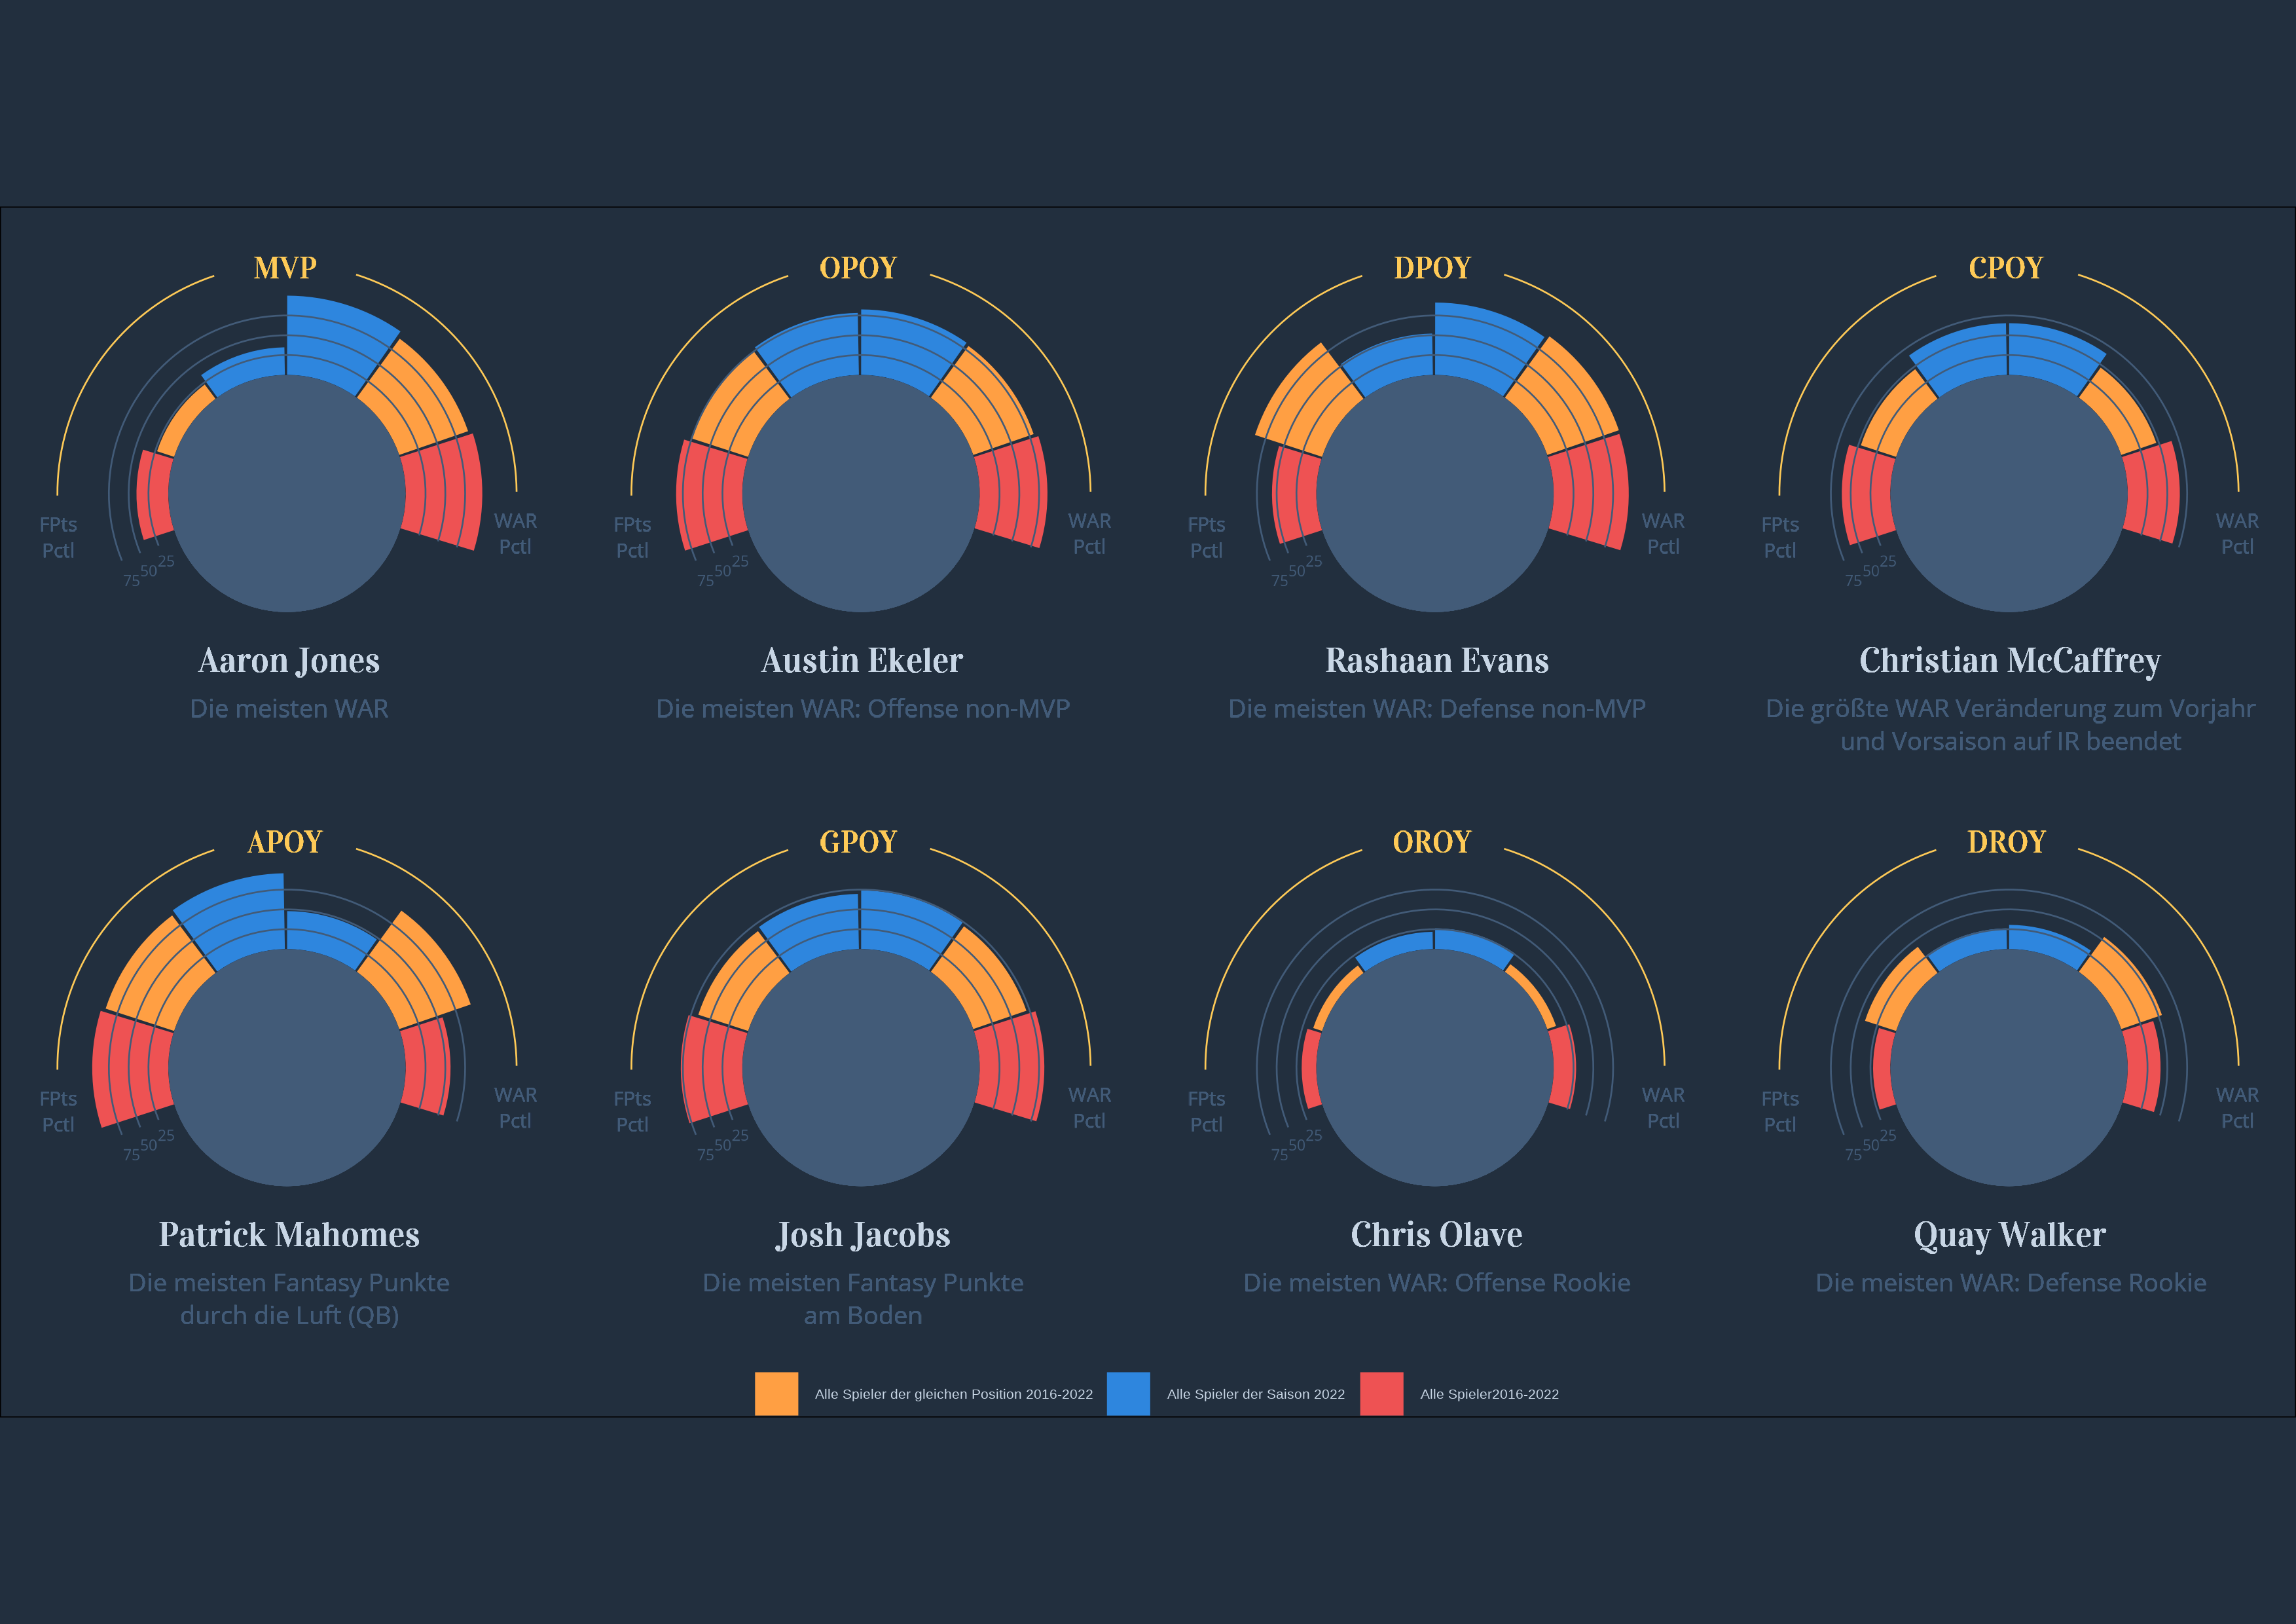 MVP
FPts
Pctl
WAR
Pctl
75
50
25
Aaron Jones
Die meisten WAR
OPOY
FPts
Pctl
WAR
Pctl
75
50
25
Austin Ekeler
Die meisten WAR: Offense non-MVP
DPOY
FPts
Pctl
WAR
Pctl
75
50
25
Rashaan Evans
Die meisten WAR: Defense non-MVP
CPOY
FPts
Pctl
WAR
Pctl
75
50
25
Christian McCaffrey
Die größte WAR Veränderung zum Vorjahr
und Vorsaison auf IR beendet
APOY
FPts
Pctl
WAR
Pctl
75
50
25
Patrick Mahomes
Die meisten Fantasy Punkte
durch die Luft (QB)
GPOY
FPts
Pctl
WAR
Pctl
75
50
25
Josh Jacobs
Die meisten Fantasy Punkte
am Boden
OROY
FPts
Pctl
WAR
Pctl
75
50
25
Chris Olave
Die meisten WAR: Offense Rookie
DROY
FPts
Pctl
WAR
Pctl
75
50
25
Quay Walker
Die meisten WAR: Defense Rookie
Alle Spieler der gleichen Position 2016-2022
Alle Spieler der Saison 2022
Alle Spieler2016-2022